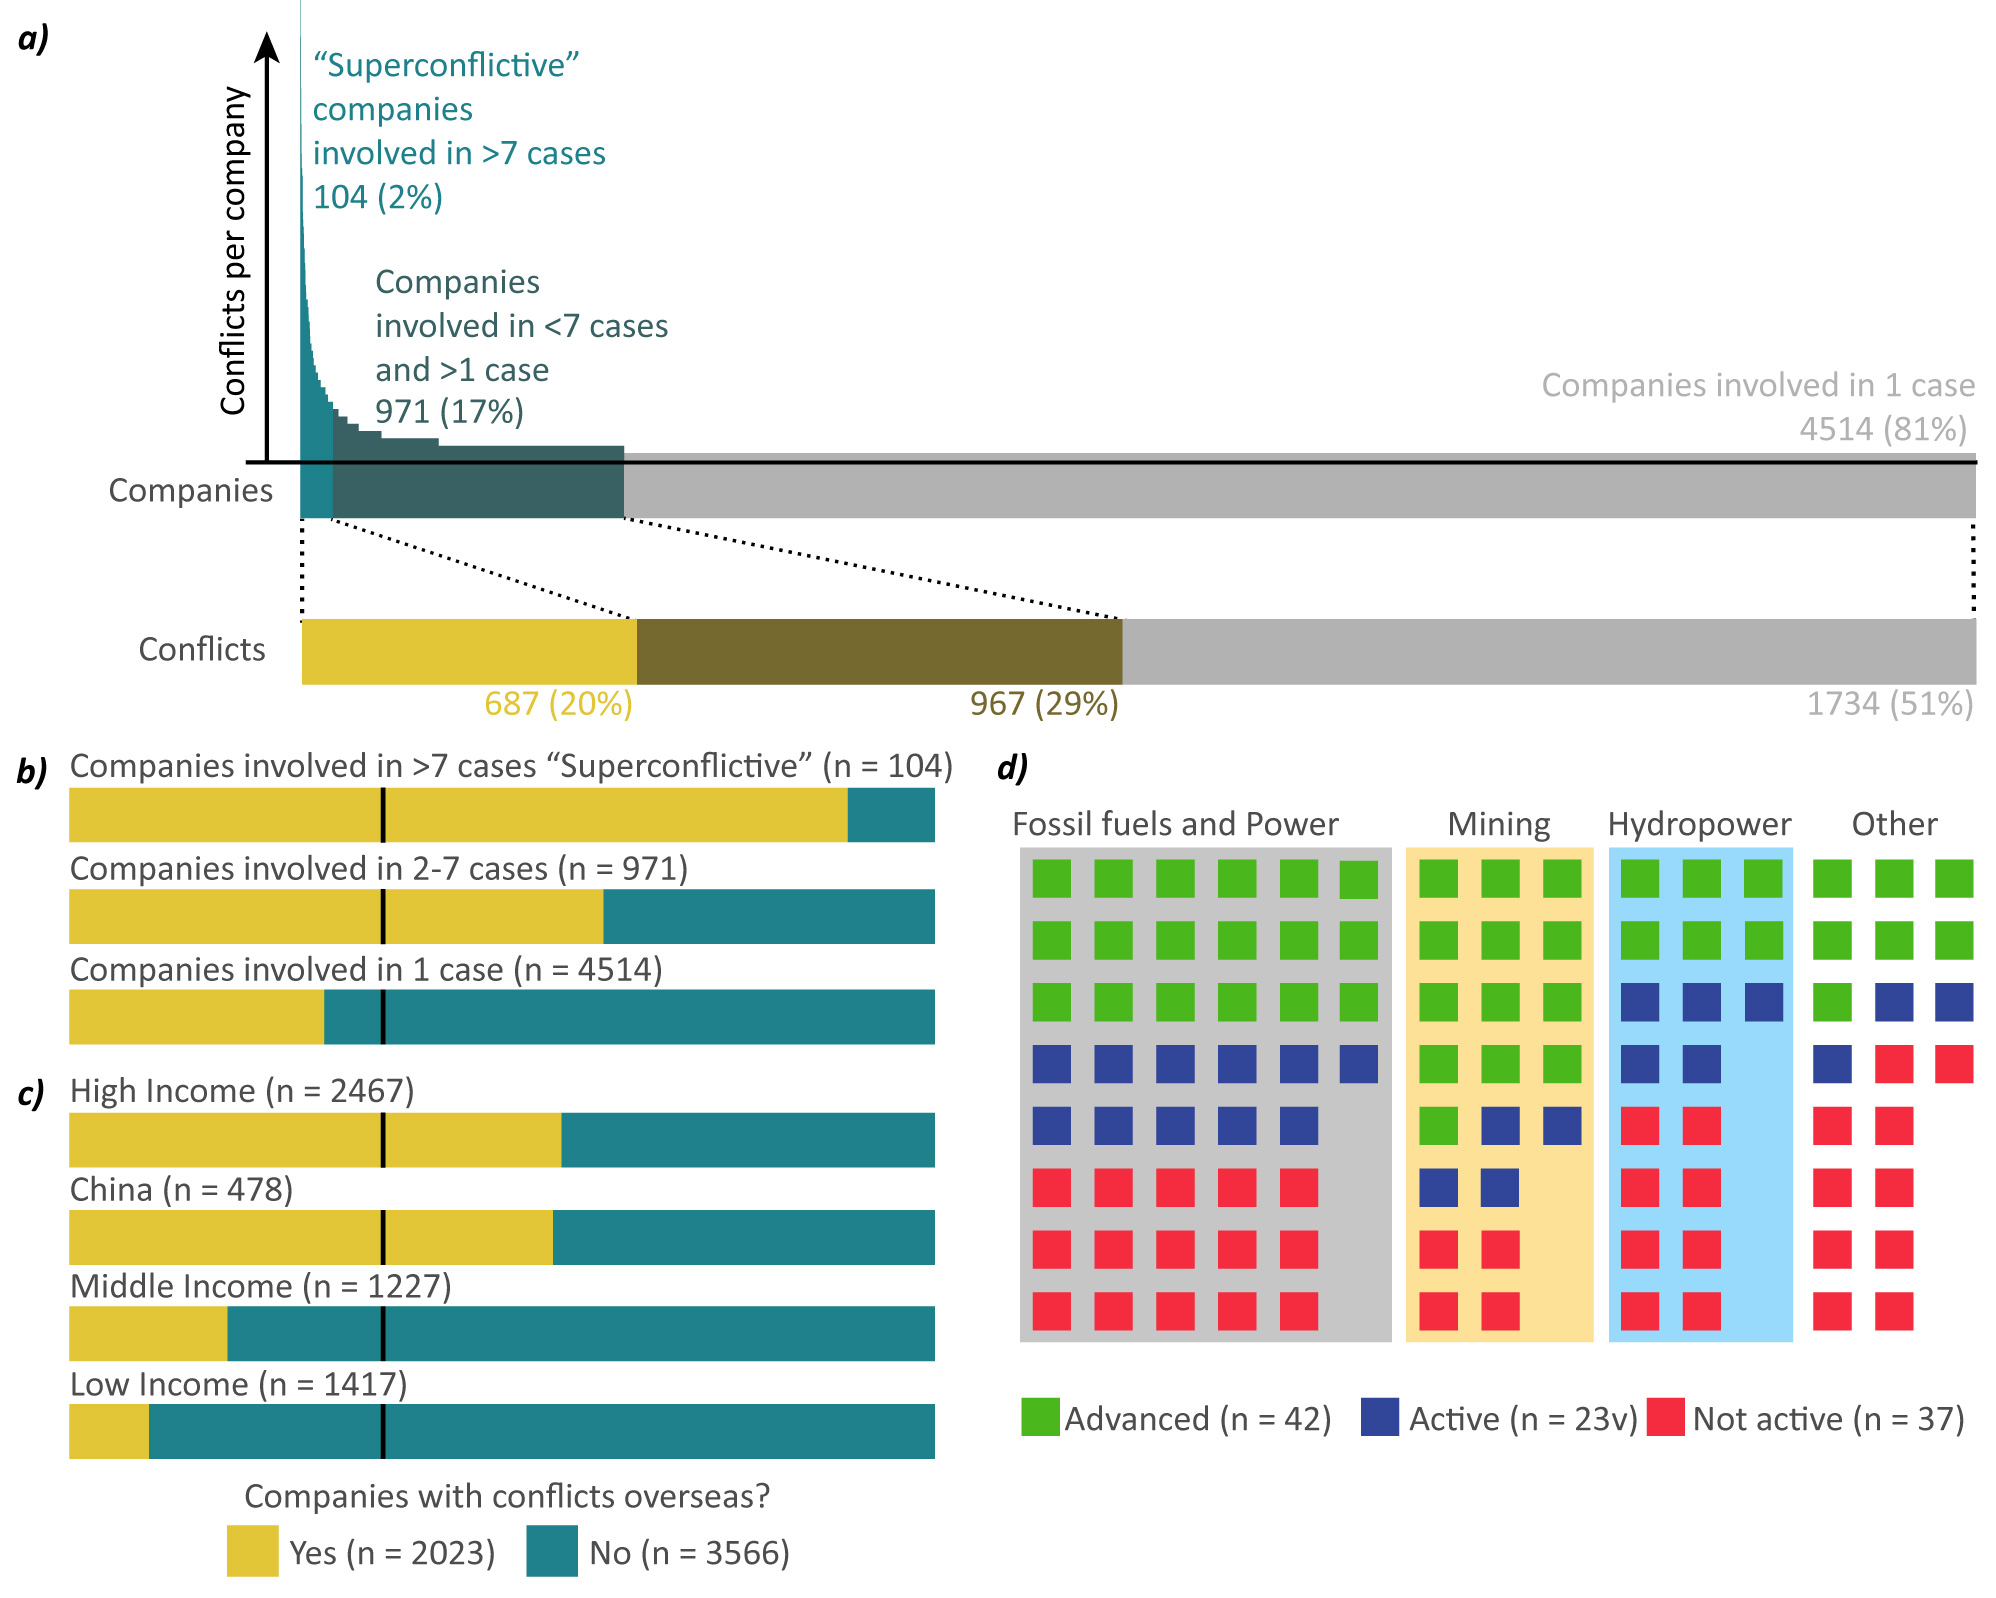 a)
Conflicts per company
“Superconflictive”
companies
involved in >7 cases
104 (2%)
Companies
involved in <7 cases
and >1 case
971 (17%)
Companies involved in 1 case
4514 (81%)
Companies
Conflicts
687 (20%)
967 (29%)
1734 (51%)
b)
Companies involved in >7 cases “Superconflictive” (n = 104)
Companies involved in 2-7 cases (n = 971)
Companies involved in 1 case (n = 4514)
c)
High Income (n = 2467)
China (n = 478)
Middle Income (n = 1227)
Low Income (n = 1417)
Companies with conflicts overseas?
Yes (n = 2023)
No (n = 3566)
d)
Fossil fuels and Power
Mining
Hydropower
Other
Advanced (n = 42)
Active (n = 23v)
Not active (n = 37)